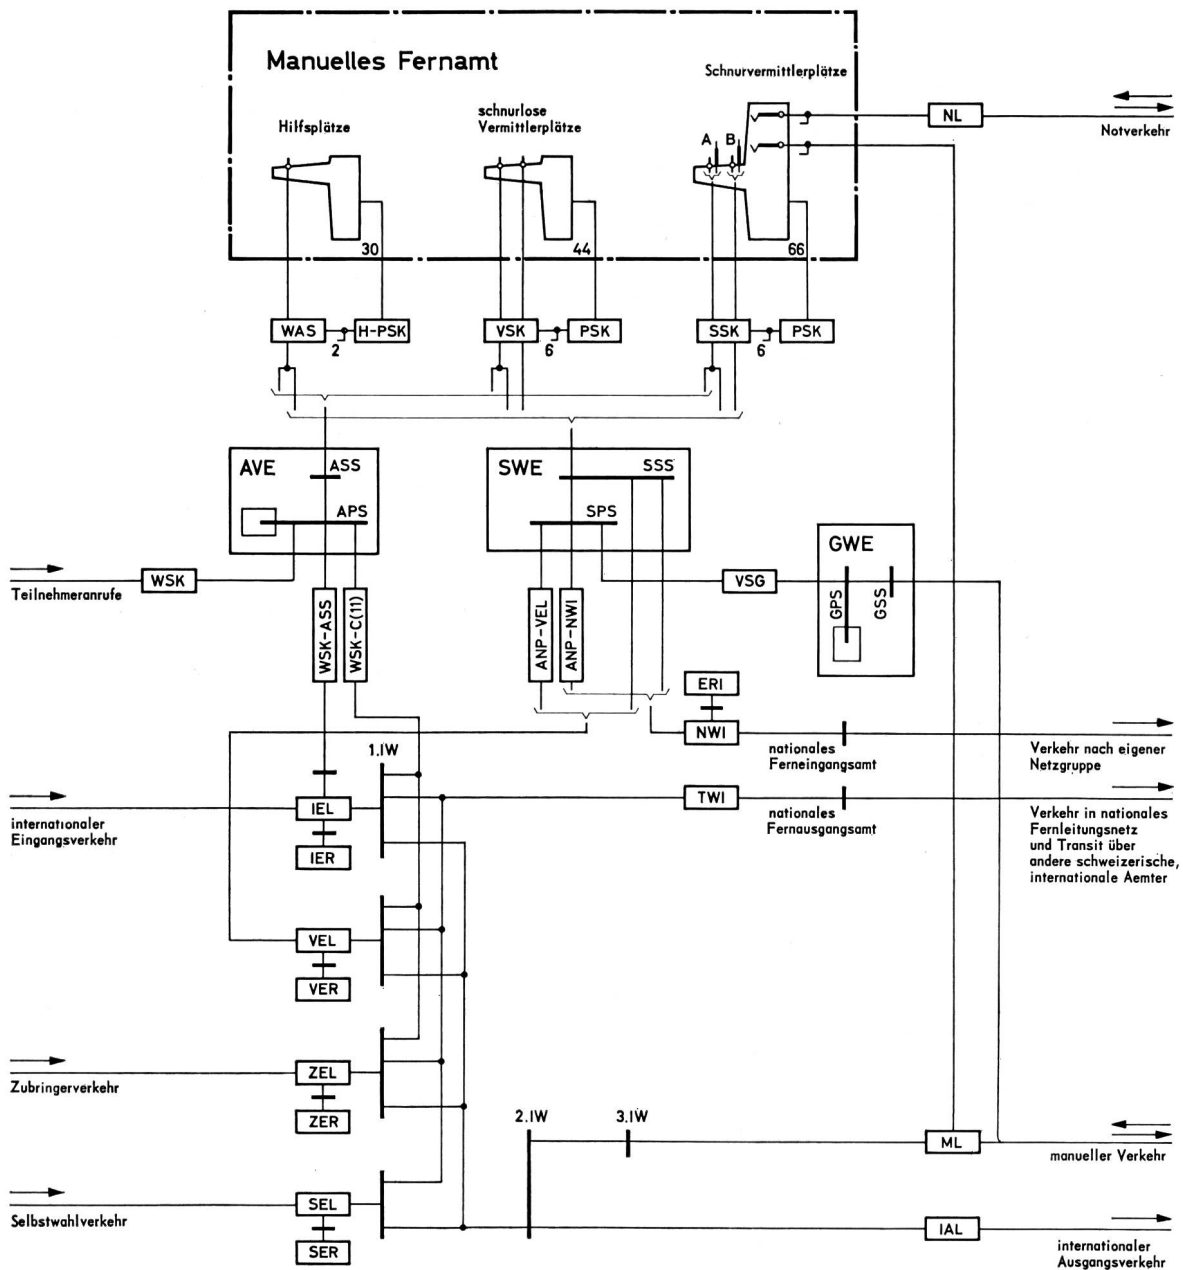 Manuelles Fernamt
Schnurvermittlerplätze
schnurlose
Vermittlerplätze
Hilfsplätze
NL
Notverkehr
A B
30
44
66
WAS
H-PSK
VSK
PSK
SSK
PSK
2
6
6
AVE
ASS
APS
SWE
SSS
SPS
GWE
GPS
GSS
WSK
Teilnehmeranrufe
VSG
WSK-ASS
WSK-C(11)
ANP-VEL
ANP-NWI
ERI
NWI
nationales
Ferneingangsamt
Verkehr nach eigener
Netzgruppe
1.IW
IEL
internationaler
Eingangsverkehr
IER
TWI
nationales
Fernausgangsamt
Verkehr in nationales
Fernleitungsnetz
und Transit über
andere schweizerische,
internationale Aemter
VEL
VER
ZEL
Zubringerverkehr
ZER
2.IW
3.IW
ML
manueller Verkehr
SEL
Selbstwahlverkehr
SER
IAL
internationaler
Ausgangsverkehr